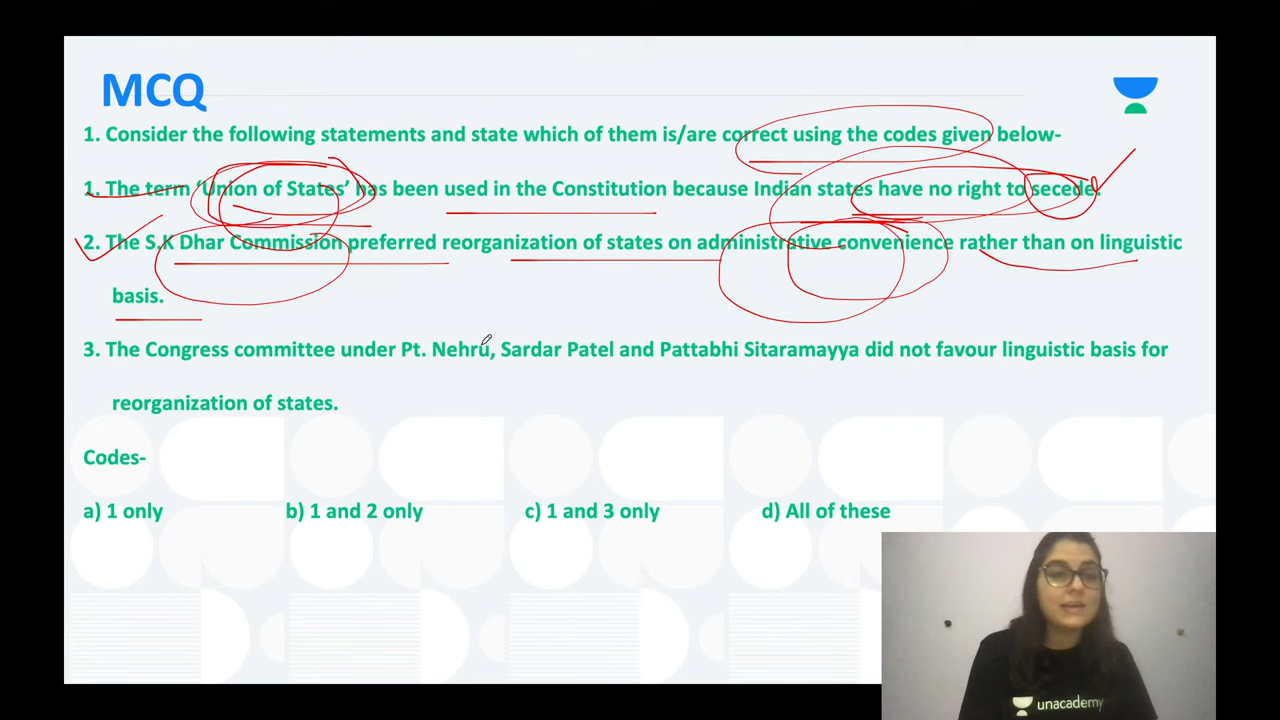 MCQ
1. Consider the following statements and state which of them is/are correct using the codes given below-
1. The term ‘Union of States’ has been used in the Constitution because Indian states have no right to secede.
2. The S.K Dhar Commission preferred reorganization of states on administrative convenience rather than on linguistic
basis.
3. The Congress committee under Pt. Nehru, Sardar Patel and Pattabhi Sitaramayya did not favour linguistic basis for
reorganization of states.
Codes-
a) 1 only b) 1 and 2 only c) 1 and 3 only d) All of these
unacademy